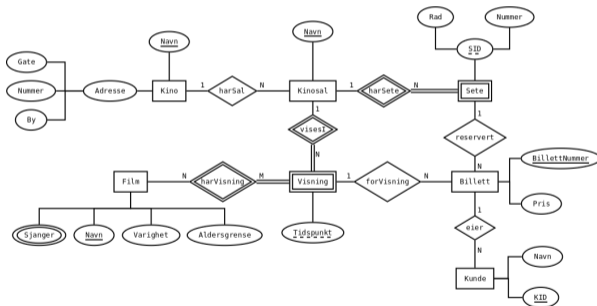 Rad
Nummer
Navn
Navn
SID
Gate
Nummer
Adresse
Kino
1
harSal
N
Kinosal
1
harSete
N
Sete
By
1
1
visesI
reservert
N
N
BillettNummer
Film
N
harVisning
M
Visning
1
forVisning
N
Billett
Pris
1
Sjanger
Navn
Varighet
Aldersgrense
Tidspunkt
eier
N
Navn
Kunde
KID